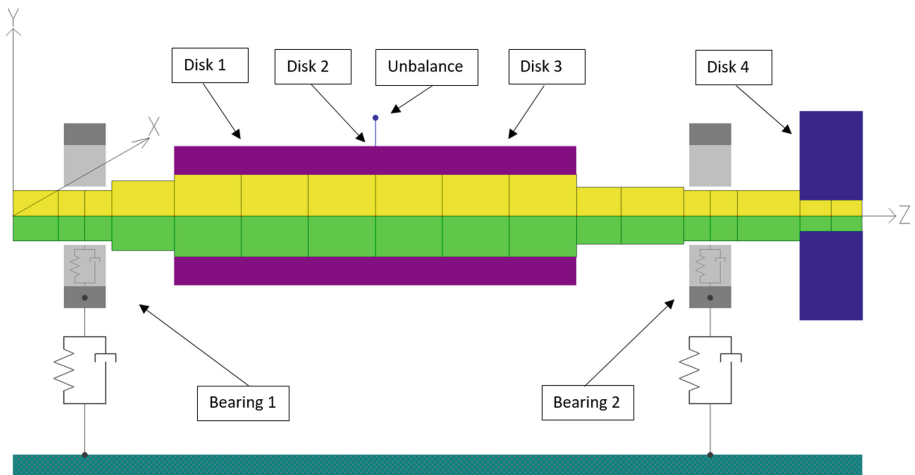 Y
Disk 1
Disk 2
Unbalance
Disk 3
Disk 4
X
Z
Bearing 1
Bearing 2